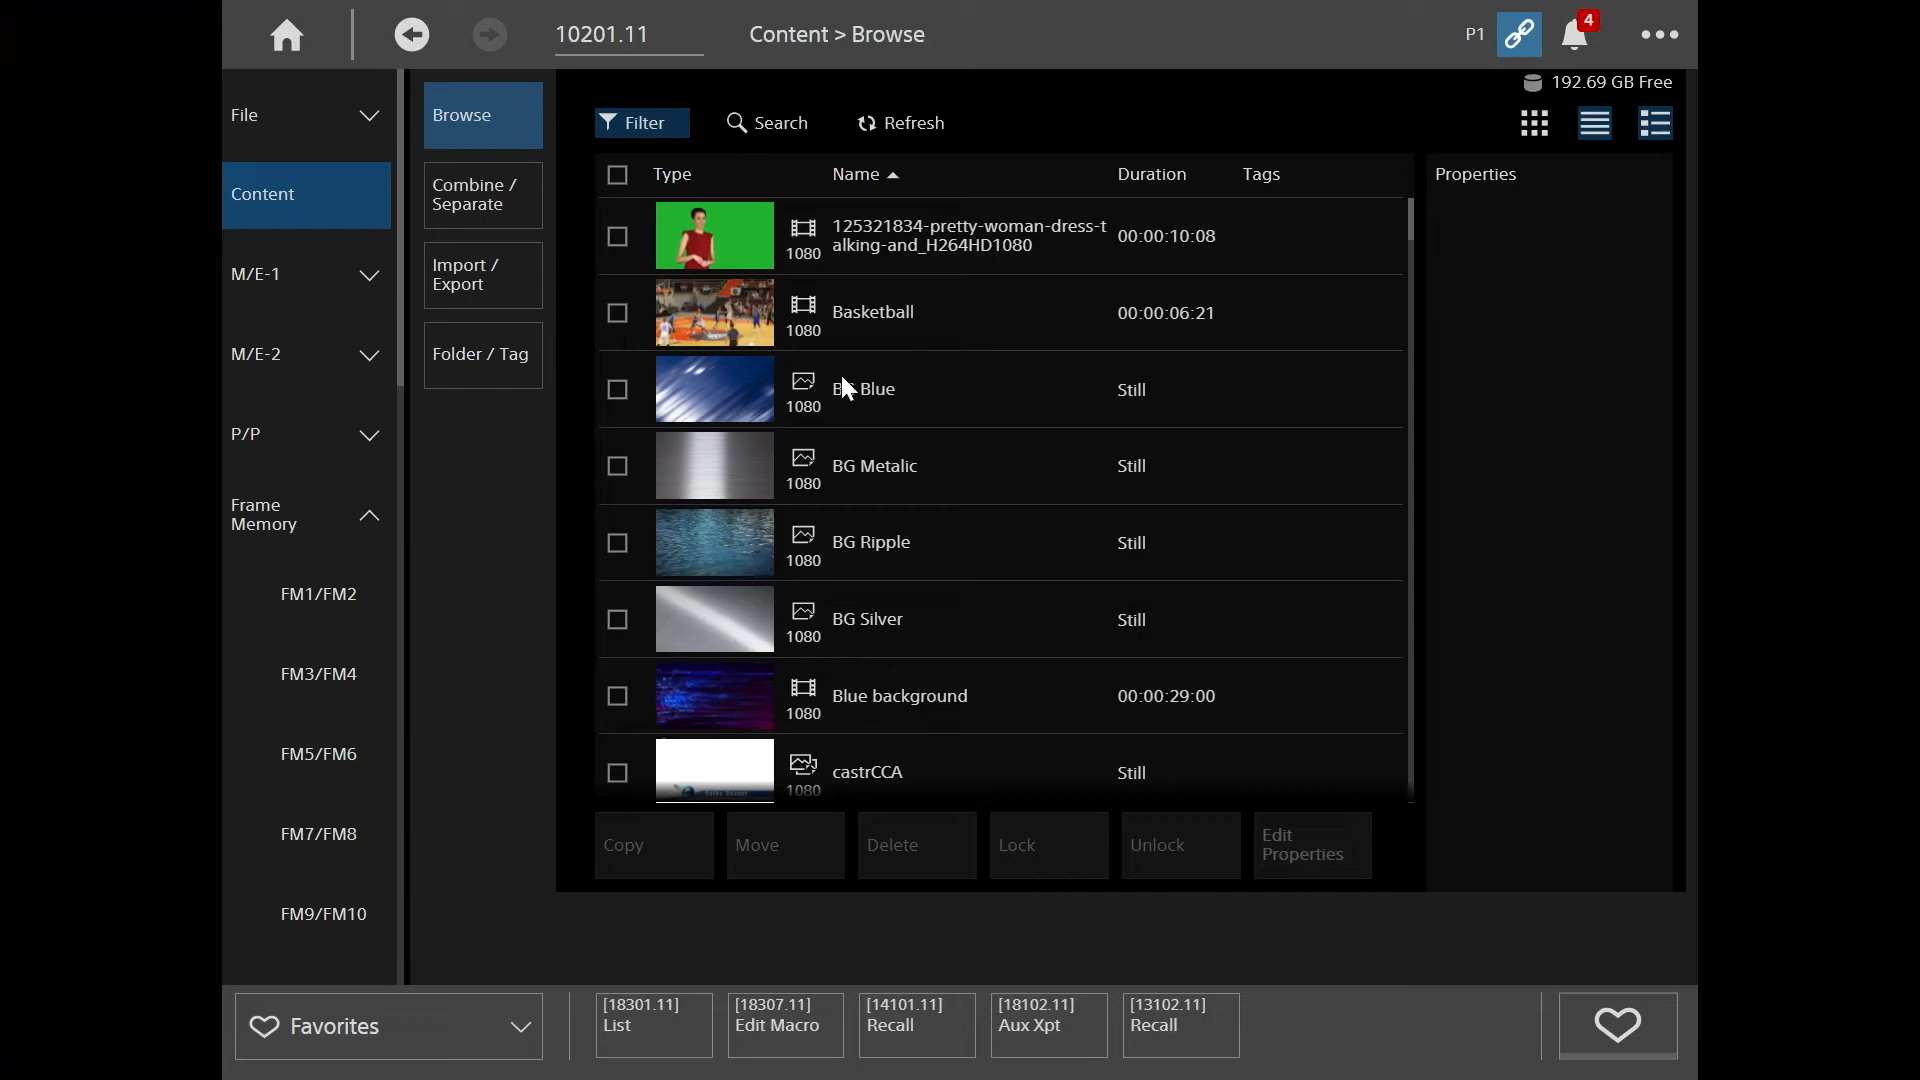 10201.11
Content > Browse
P1
4
192.69 GB Free
File
Content
M/E-1
M/E-2
P/P
Frame
Memory
FM1/FM2
FM3/FM4
FM5/FM6
FM7/FM8
FM9/FM10
Browse
Combine /
Separate
Import /
Export
Folder / Tag
Filter
Search
Refresh
Type
Name
Duration
Tags
Properties
1080
125321834-pretty-woman-dress-t
alking-and_H264HD1080
00:00:10:08
1080
Basketball
00:00:06:21
1080
BG Blue
Still
1080
BG Metalic
Still
1080
BG Ripple
Still
1080
BG Silver
Still
1080
Blue background
00:00:29:00
1080
castrCCA
Still
Copy
Move
Delete
Lock
Unlock
Edit
Properties
Favorites
[18301.11]
List
[18307.11]
Edit Macro
[14101.11]
Recall
[18102.11]
Aux Xpt
[13102.11]
Recall